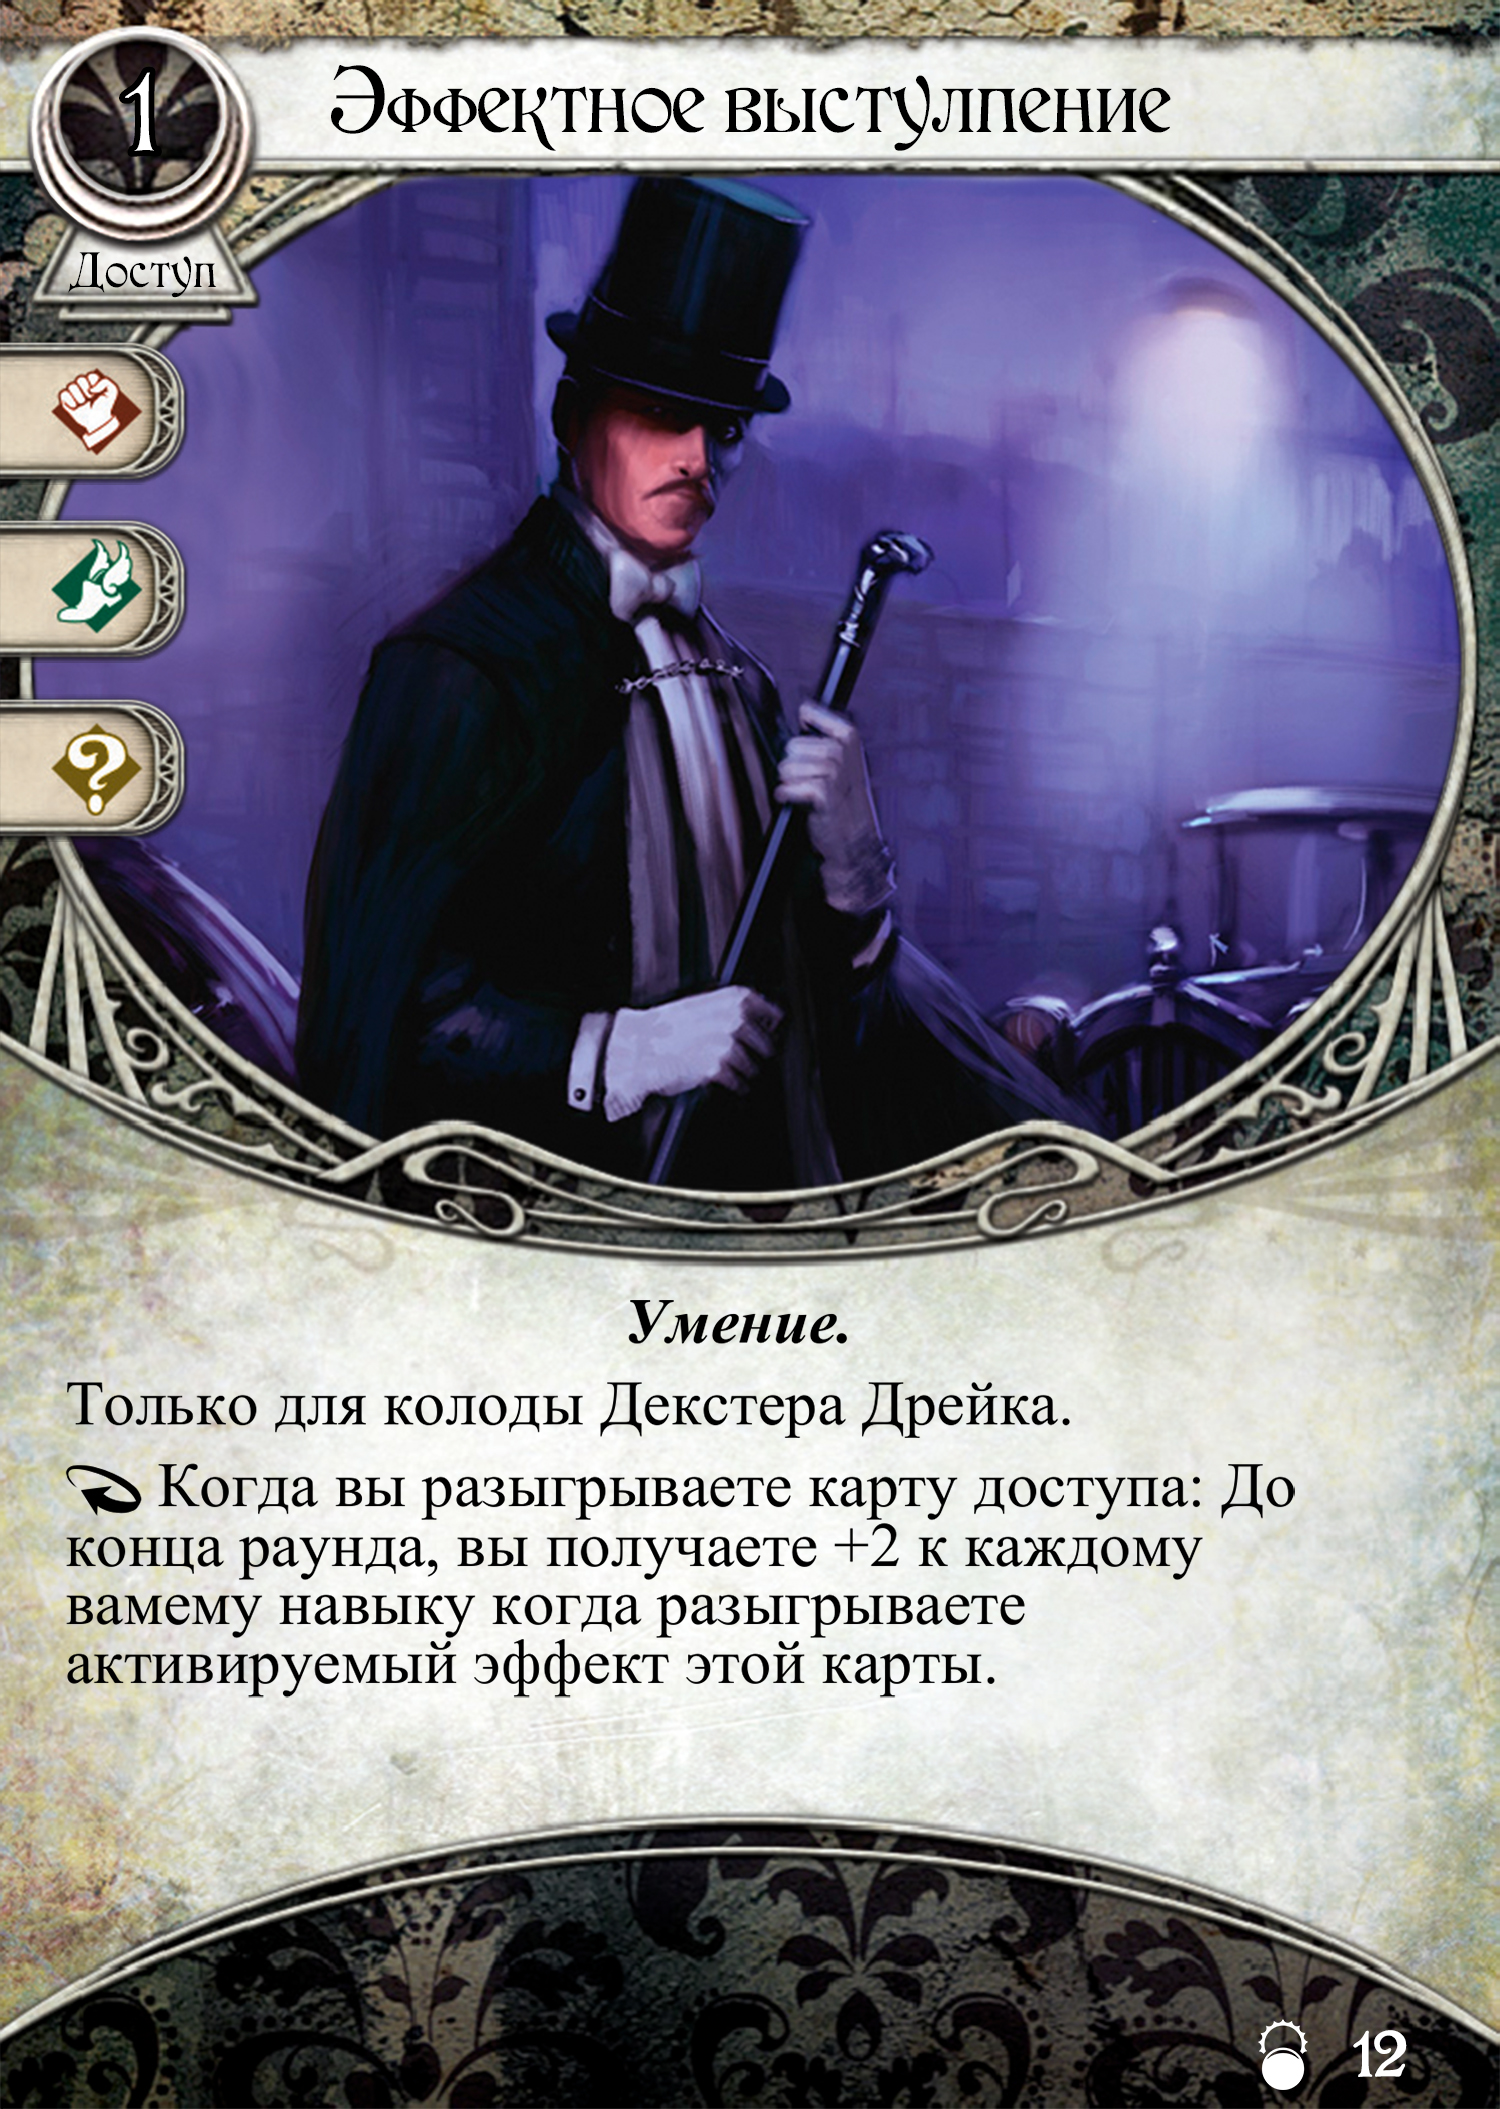 1
Эффектное выстулпение
Доступ
Умение.
Только для колоды Декстера Дрейка.
Когда вы разыгрываете карту доступа: До
конца раунда, вы получаете +2 к каждому
вамему навыку когда разыгрываете
активируемый эффект этой карты.
12